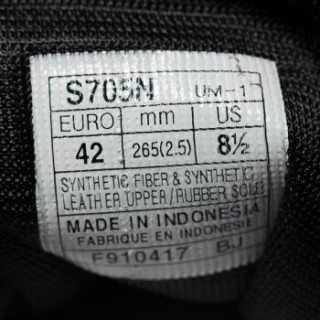 S705N UM-1
EURO mm US
42 265(2.5) 8½
SYNTHETIC FIBER & SYNTHETIC
LEATHER UPPER/RUBBER SOLE
MADE IN INDONESIA
FABRIQUE EN INDONESIE
F910417 BJ